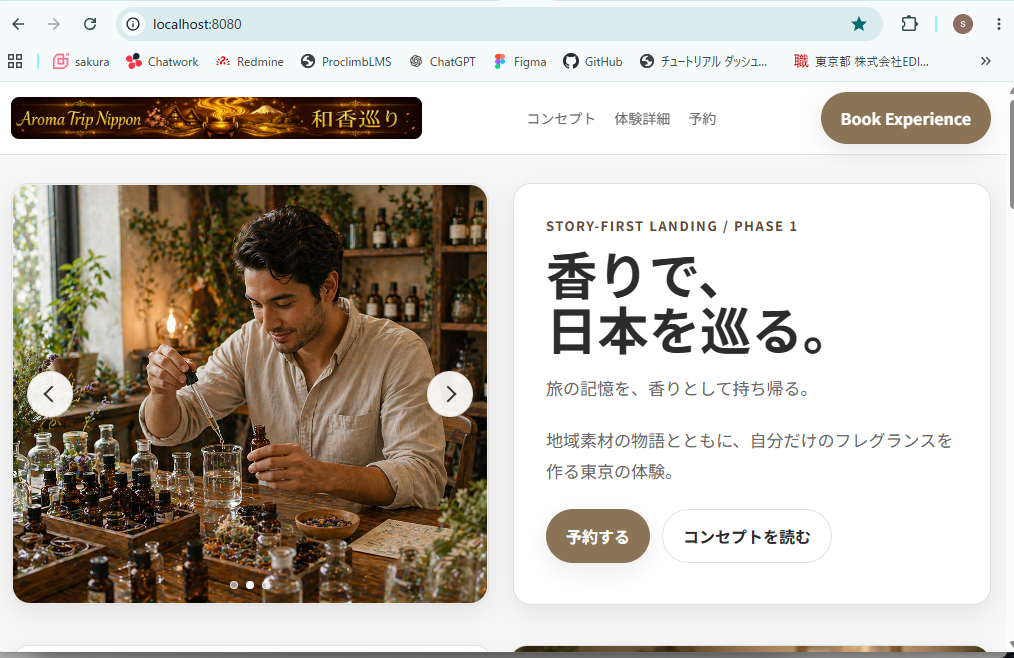 localhost:8080
S
sakura
Chatwork
Redmine
ProclimbLMS
ChatGPT
Figma
GitHub
チュートリアル ダッシュ...
職 東京都 株式会社EDI...
Aroma Trip Nippon 和香巡り
コンセプト
体験詳細
予約
Book Experience
STORY-FIRST LANDING / PHASE 1
香りで、
日本を巡る。
旅の記憶を、香りとして持ち帰る。
地域素材の物語とともに、自分だけのフレグランスを
作る東京の体験。
予約する
コンセプトを読む